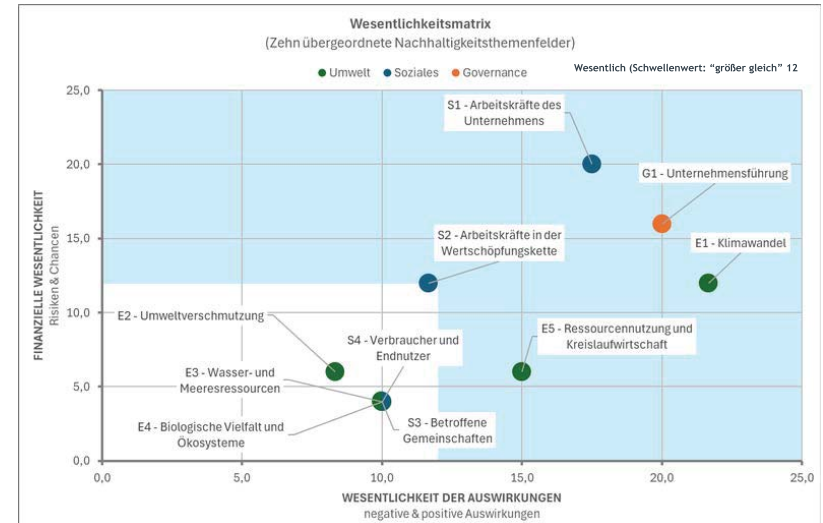 Wesentlichkeitsmatrix
(Zehn übergeordnete Nachhaltigkeitsthemenfelder)
Umwelt Soziales Governance
Wesentlich (Schwellenwert: “größer gleich” 12
25,0
20,0
15,0
10,0
5,0
0,0
FINANZIELLE WESENTLICHKEIT
Risiken & Chancen
S1 - Arbeitskräfte des
Unternehmens
G1 - Unternehmensführung
S2 - Arbeitskräfte in der
Wertschöpfungskette
E1 - Klimawandel
E2 - Umweltverschmutzung
S4 - Verbraucher und
Endnutzer
E5 - Ressourcennutzung und
Kreislaufwirtschaft
E3 - Wasser- und
Meeresressourcen
E4 - Biologische Vielfalt und
Ökosysteme
S3 - Betroffene
Gemeinschaften
0,0 5,0 10,0 15,0 20,0 25,0
WESENTLICHKEIT DER AUSWIRKUNGEN
negative & positive Auswirkungen